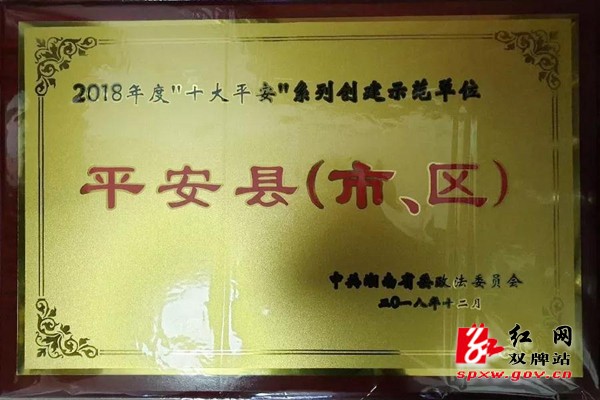 2018年度"十大平安"系列创建示范单位
平安县(市、区)
中共湖南省委政法委员会
二〇一八年十二月
红网
双牌站
spxw.gov.cn